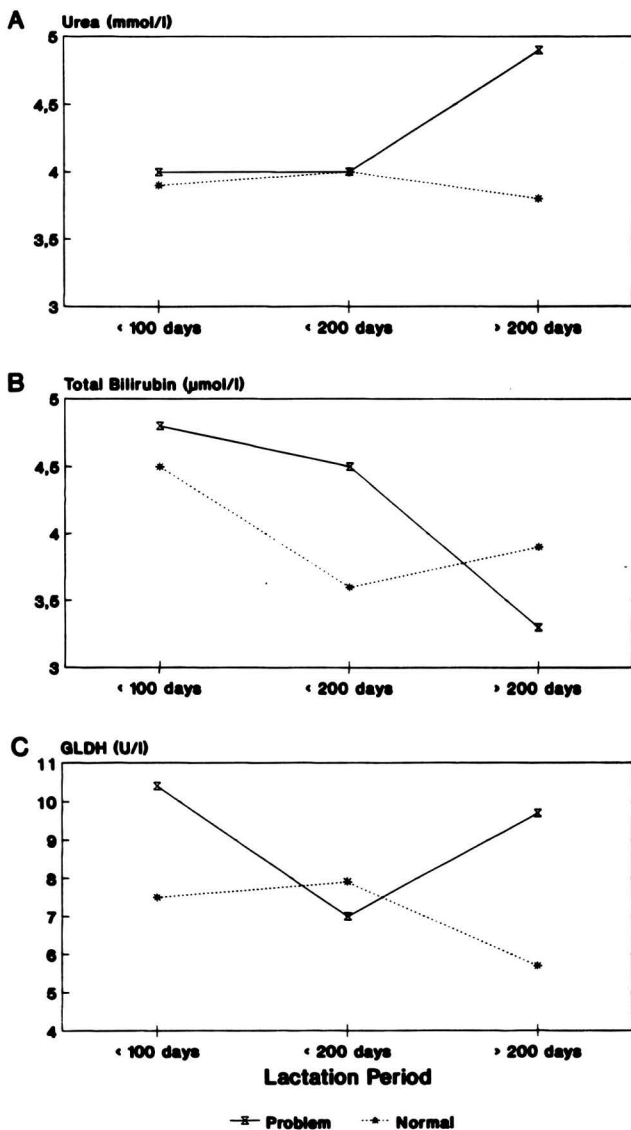 A Urea (mmol/l)
5
4,5
4
3,5
3
< 100 days < 200 days > 200 days
B Total Bilirubin (µmol/l)
5
4,5
4
3,5
3
< 100 days < 200 days > 200 days
C GLDH (U/l)
11
10
9
8
7
6
5
4
< 100 days < 200 days > 200 days
Lactation Period
Problem Normal